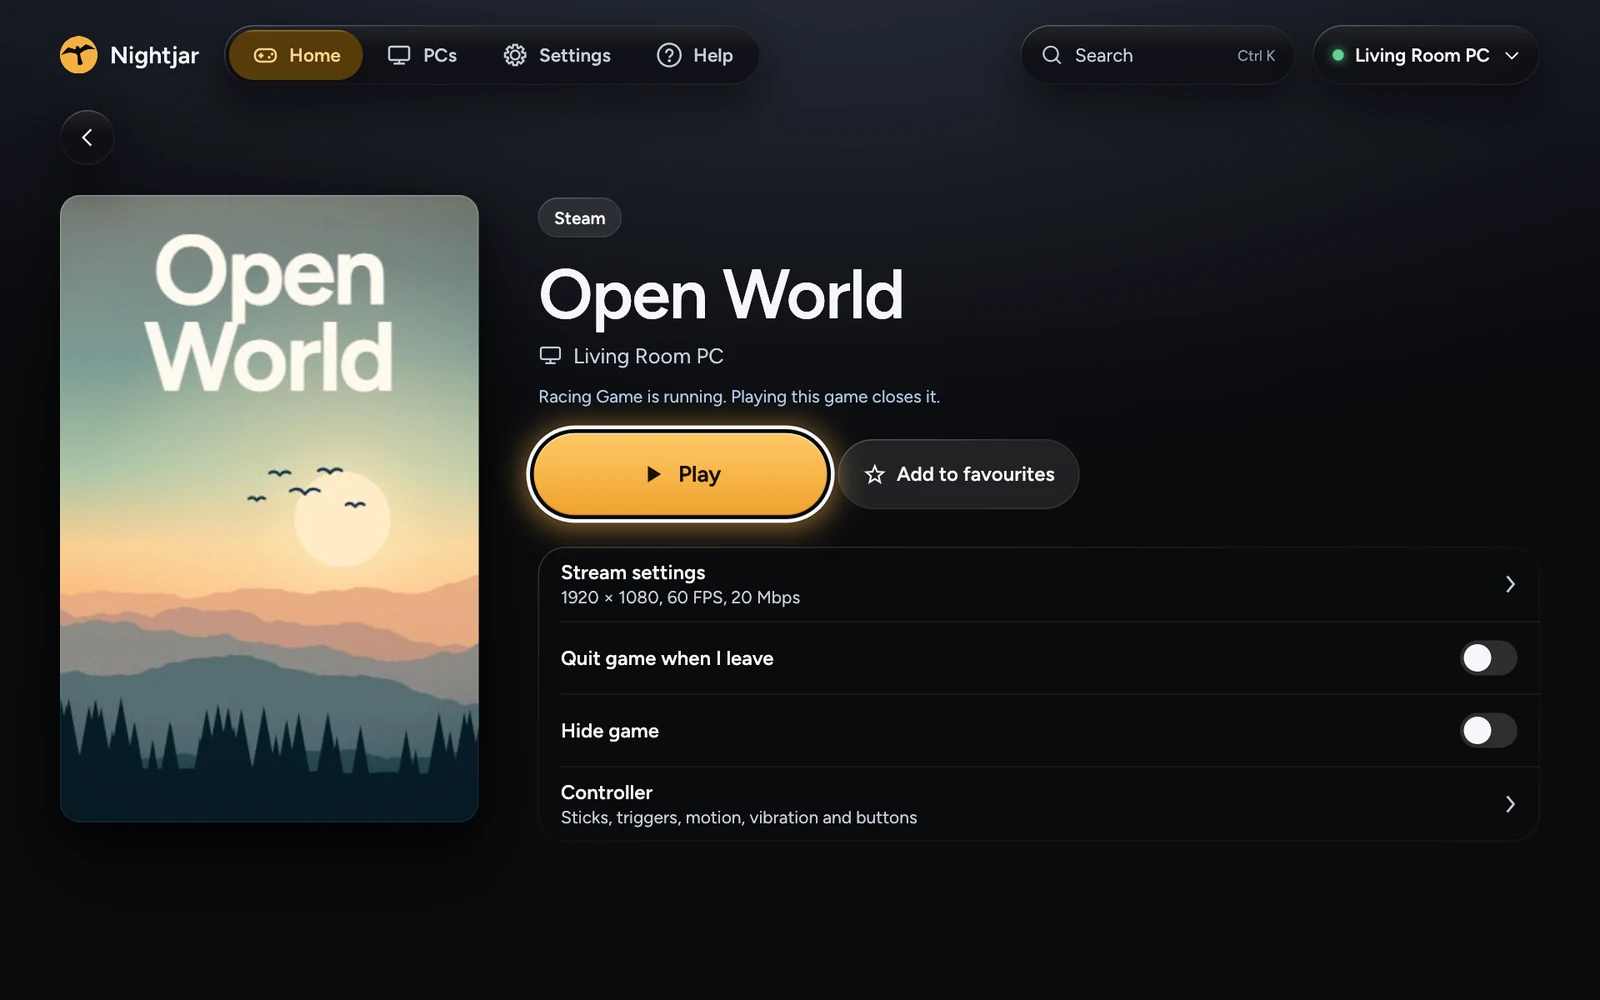 Nightjar
Home
PCs
Settings
Help
Search
Ctrl K
Living Room PC
Open
World
Steam
Open World
Living Room PC
Racing Game is running. Playing this game closes it.
Play
Add to favourites
Stream settings
1920 × 1080, 60 FPS, 20 Mbps
Quit game when I leave
Hide game
Controller
Sticks, triggers, motion, vibration and buttons